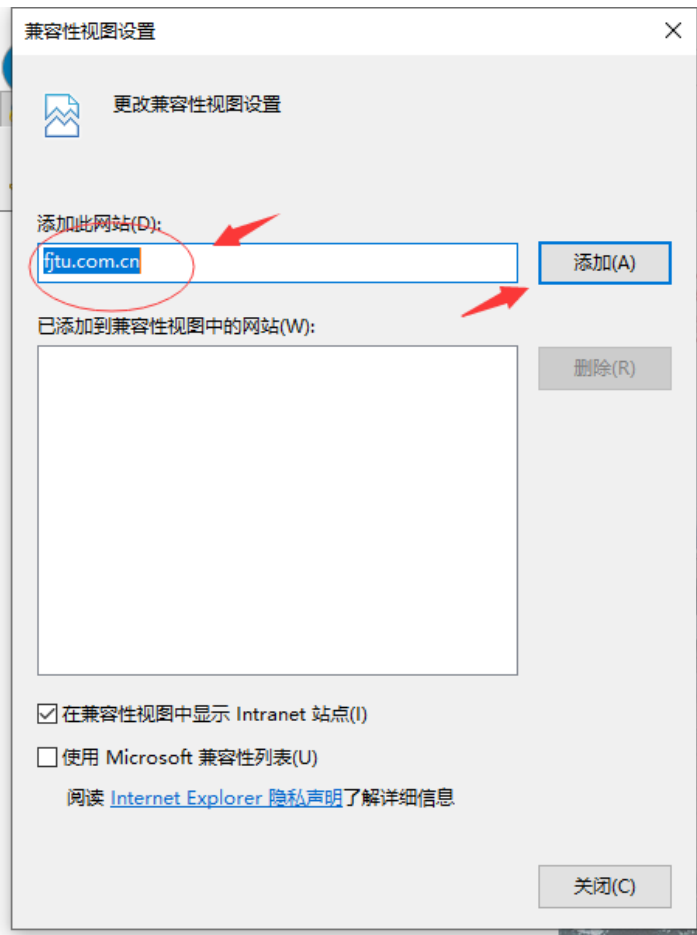 兼容性视图设置
更改兼容性视图设置
添加此网站(D):
fjtu.com.cn
添加(A)
已添加到兼容性视图中的网站(W):
删除(R)
在兼容性视图中显示 Intranet 站点(I)
使用 Microsoft 兼容性列表(U)
阅读 Internet Explorer 隐私声明了解详细信息
关闭(C)